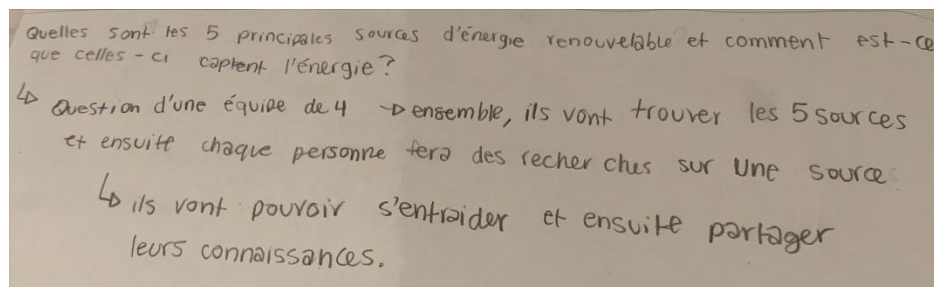 Quelles sont les 5 principales sources d'énergie renouvelable et comment est-ce
que celles-ci captent l'énergie?
↳ Question d'une équipe de 4 → ensemble, ils vont trouver les 5 sources
et ensuite chaque personne fera des recherches sur une source
↳ ils vont pouvoir s'entraider et ensuite partager
leurs connaissances.